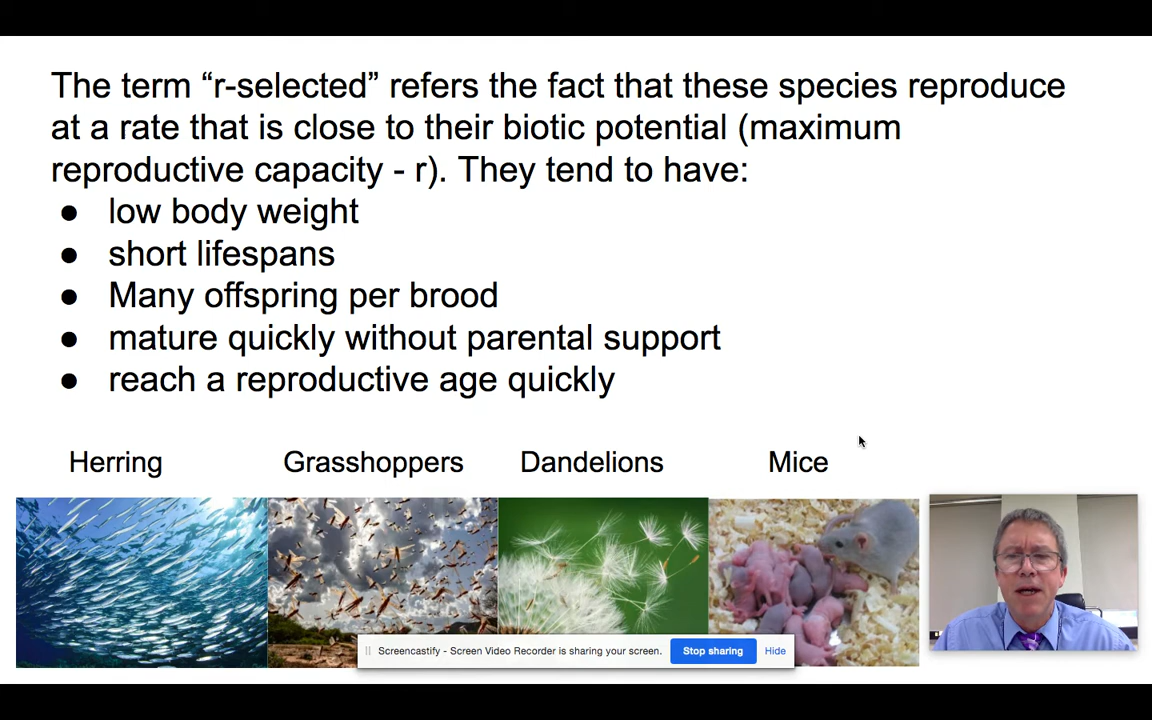 The term “r-selected” refers the fact that these species reproduce
at a rate that is close to their biotic potential (maximum
reproductive capacity - r). They tend to have:
● low body weight
● short lifespans
● Many offspring per brood
● mature quickly without parental support
● reach a reproductive age quickly
Herring Grasshoppers Dandelions Mice
Screencastify - Screen Video Recorder is sharing your screen. Stop sharing Hide